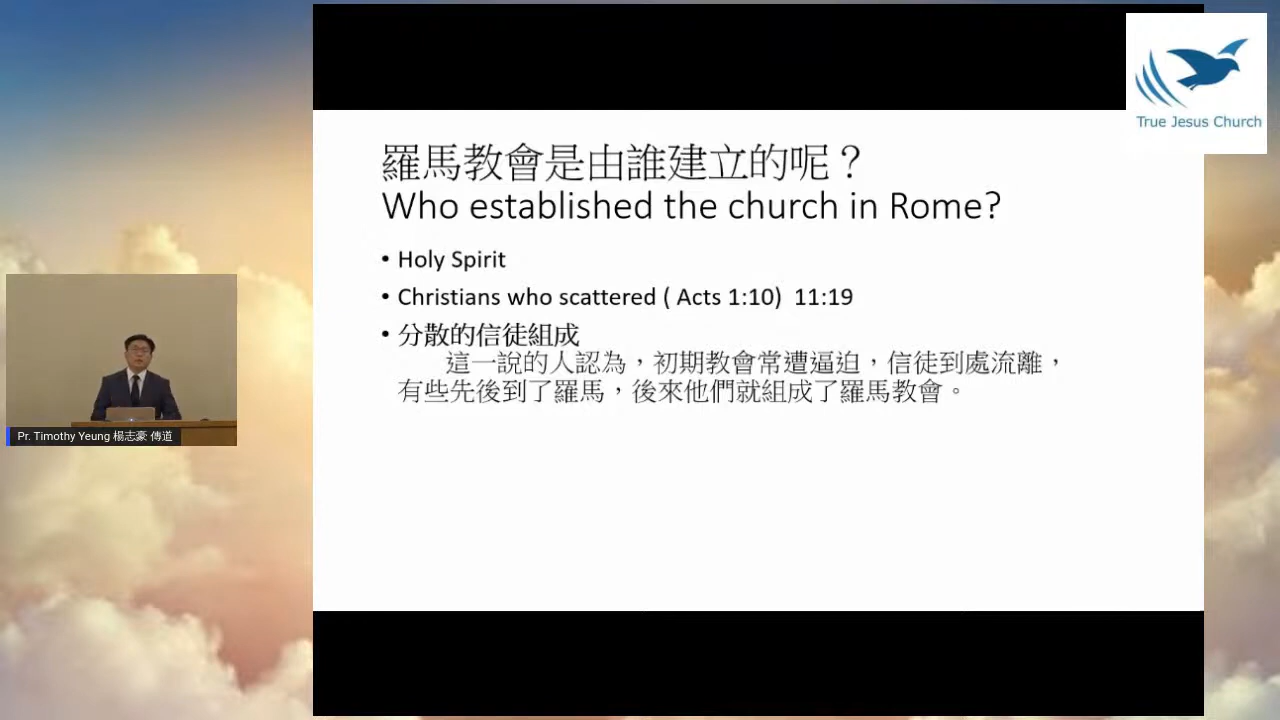 True Jesus Church
羅馬教會是由誰建立的呢？
Who established the church in Rome?
• Holy Spirit
• Christians who scattered ( Acts 1:10)  11:19
• 分散的信徒組成
這一說的人認為，初期教會常遭逼迫，信徒到處流離，
有些先後到了羅馬，後來他們就組成了羅馬教會。
Pr. Timothy Yeung 楊志豪 傳道